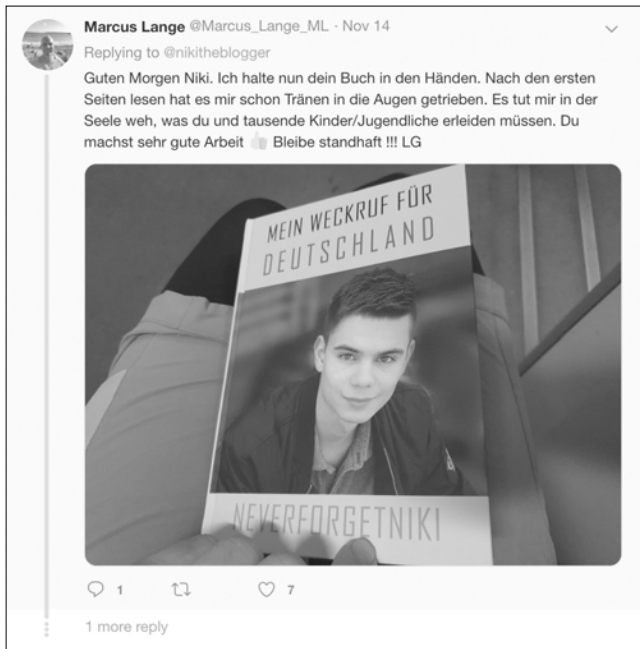 Marcus Lange @Marcus_Lange_ML · Nov 14
Replying to @nikitheblogger
Guten Morgen Niki. Ich halte nun dein Buch in den Händen. Nach den ersten
Seiten lesen hat es mir schon Tränen in die Augen getrieben. Es tut mir in der
Seele weh, was du und tausende Kinder/Jugendliche erleiden müssen. Du
machst sehr gute Arbeit 👍 Bleibe standhaft !!! LG
MEIN WECKRUF FÜR
DEUTSCHLAND
NEVERFORGETNIKI
1
7
1 more reply